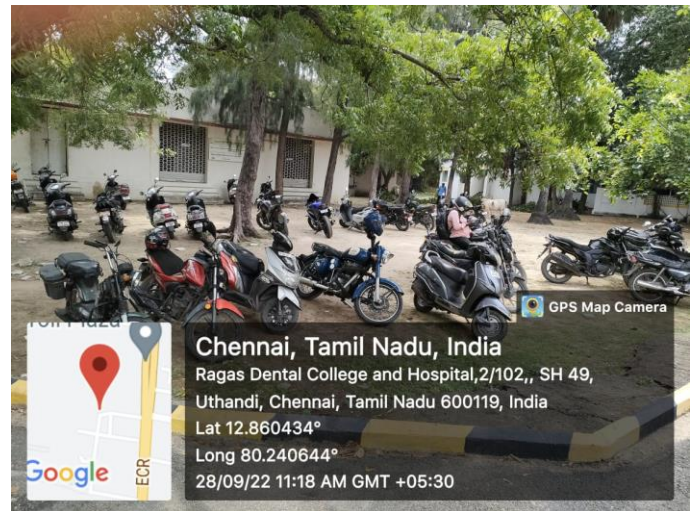 GPS Map Camera
Toll Plaza
ECR
Google
Chennai, Tamil Nadu, India
Ragas Dental College and Hospital,2/102,, SH 49,
Uthandi, Chennai, Tamil Nadu 600119, India
Lat 12.860434°
Long 80.240644°
28/09/22 11:18 AM GMT +05:30